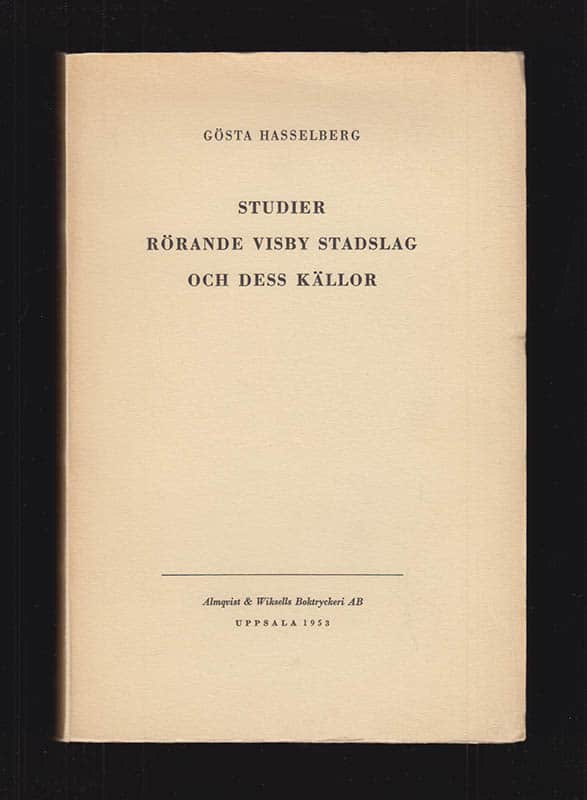 GÖSTA HASSELBERG
STUDIER
RÖRANDE VISBY STADSLAG
OCH DESS KÄLLOR
Almqvist & Wiksells Boktryckeri AB
UPPSALA 1953